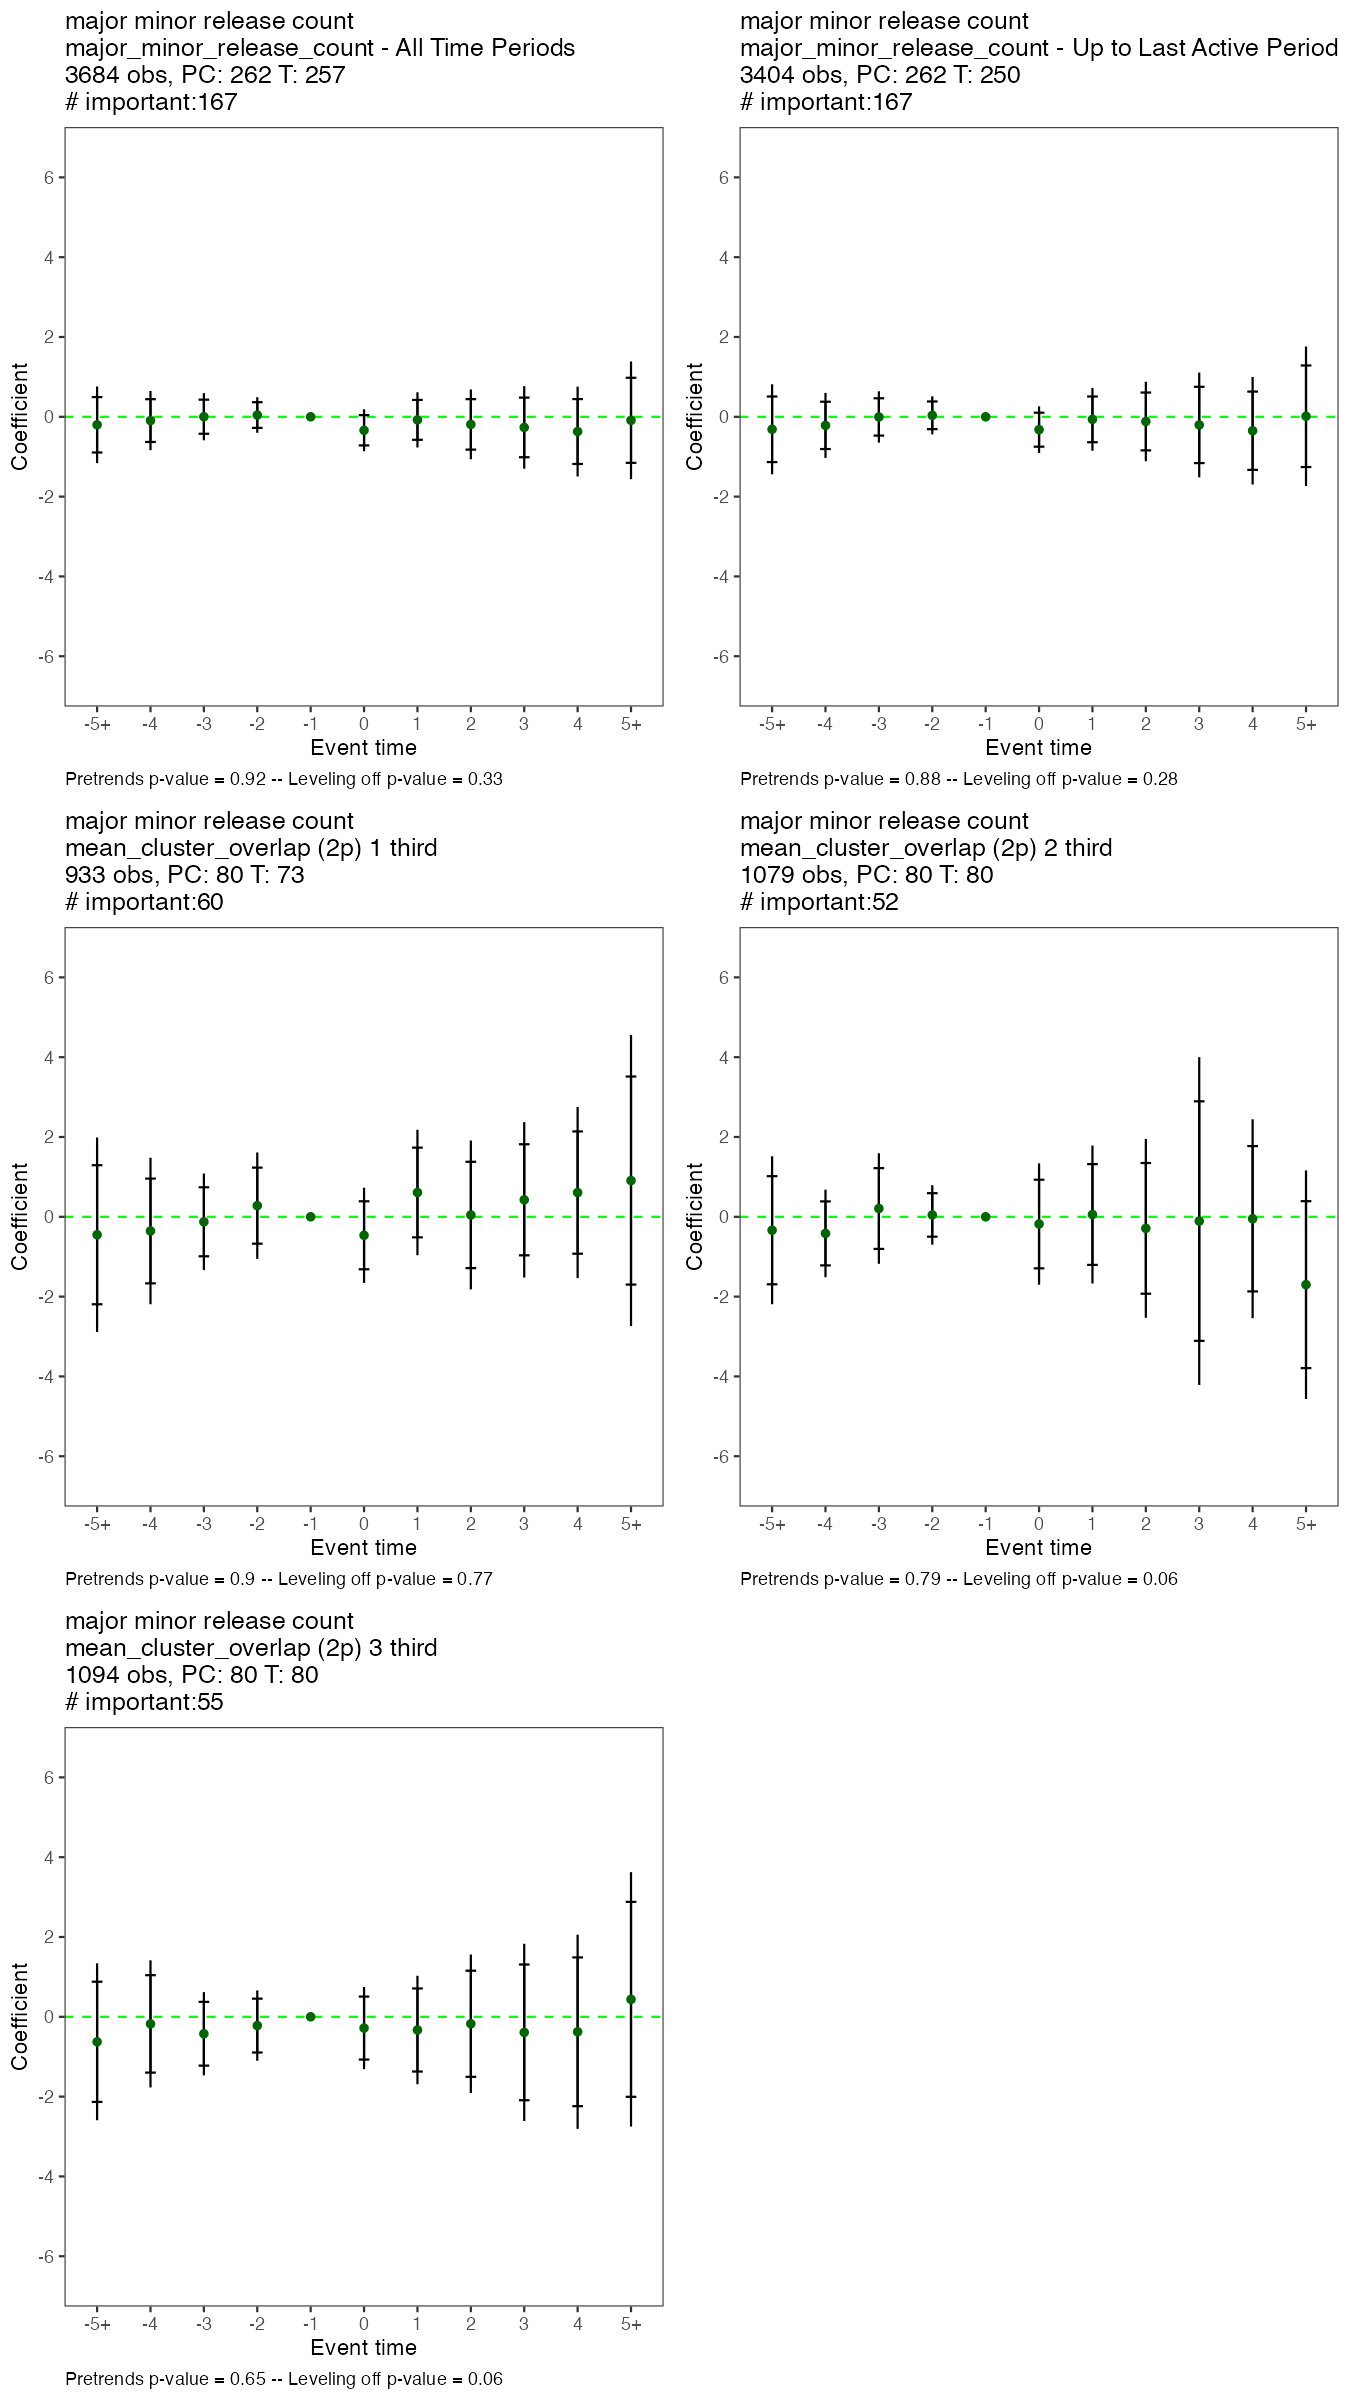 major minor release count
major_minor_release_count - All Time Periods
3684 obs, PC: 262 T: 257
# important:167
6
4
2
0
-2
-4
-6
Coefficient
-5+ -4 -3 -2 -1 0 1 2 3 4 5+
Event time
Pretrends p-value = 0.92 -- Leveling off p-value = 0.33
major minor release count
major_minor_release_count - Up to Last Active Period
3404 obs, PC: 262 T: 250
# important:167
6
4
2
0
-2
-4
-6
Coefficient
-5+ -4 -3 -2 -1 0 1 2 3 4 5+
Event time
Pretrends p-value = 0.88 -- Leveling off p-value = 0.28
major minor release count
mean_cluster_overlap (2p) 1 third
933 obs, PC: 80 T: 73
# important:60
6
4
2
0
-2
-4
-6
Coefficient
-5+ -4 -3 -2 -1 0 1 2 3 4 5+
Event time
Pretrends p-value = 0.9 -- Leveling off p-value = 0.77
major minor release count
mean_cluster_overlap (2p) 2 third
1079 obs, PC: 80 T: 80
# important:52
6
4
2
0
-2
-4
-6
Coefficient
-5+ -4 -3 -2 -1 0 1 2 3 4 5+
Event time
Pretrends p-value = 0.79 -- Leveling off p-value = 0.06
major minor release count
mean_cluster_overlap (2p) 3 third
1094 obs, PC: 80 T: 80
# important:55
6
4
2
0
-2
-4
-6
Coefficient
-5+ -4 -3 -2 -1 0 1 2 3 4 5+
Event time
Pretrends p-value = 0.65 -- Leveling off p-value = 0.06